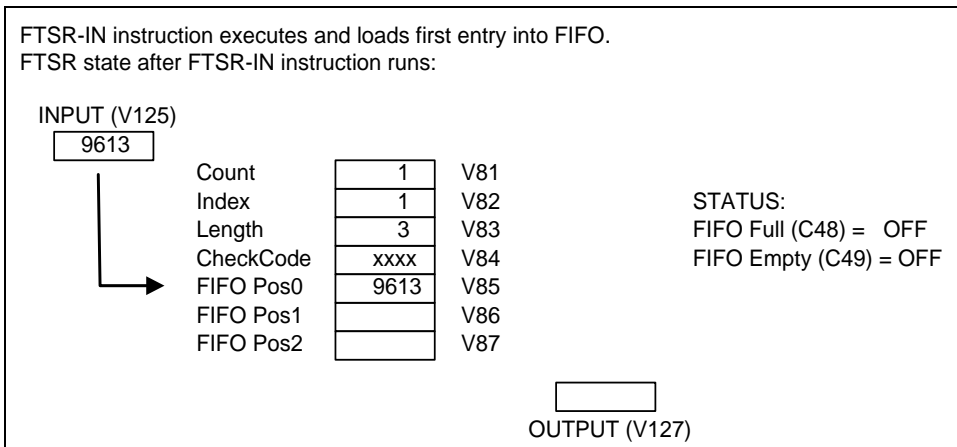 FTSR-IN instruction executes and loads first entry into FIFO.
FTSR state after FTSR-IN instruction runs:
INPUT (V125)
9613
Count 1 V81
Index 1 V82 STATUS:
Length 3 V83 FIFO Full (C48) = OFF
CheckCode xxxx V84 FIFO Empty (C49) = OFF
FIFO Pos0 9613 V85
FIFO Pos1 V86
FIFO Pos2 V87
OUTPUT (V127)